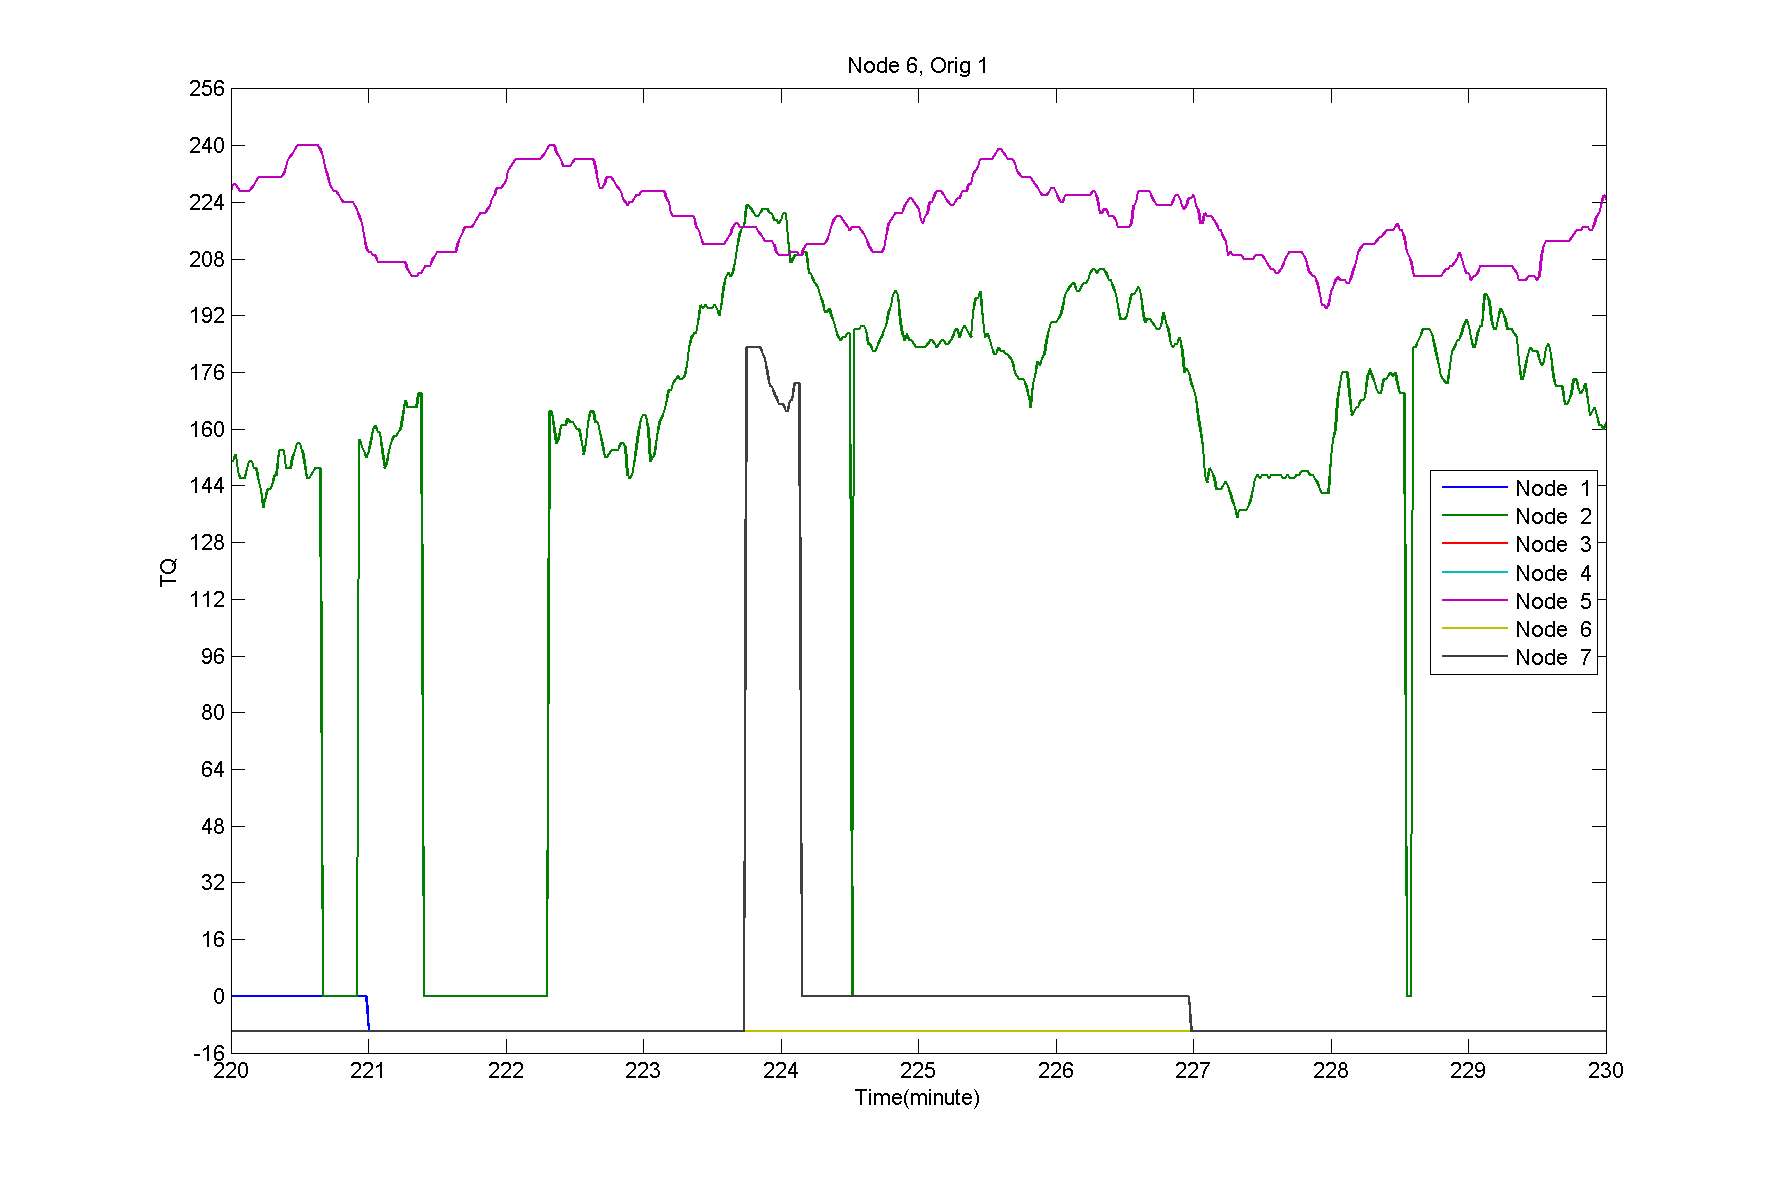 Node 6, Orig 1
256
240
224
208
192
176
160
144
128
112
96
80
64
48
32
16
0
-16
TQ
Node 1
Node 2
Node 3
Node 4
Node 5
Node 6
Node 7
220 221 222 223 224 225 226 227 228 229 230
Time(minute)